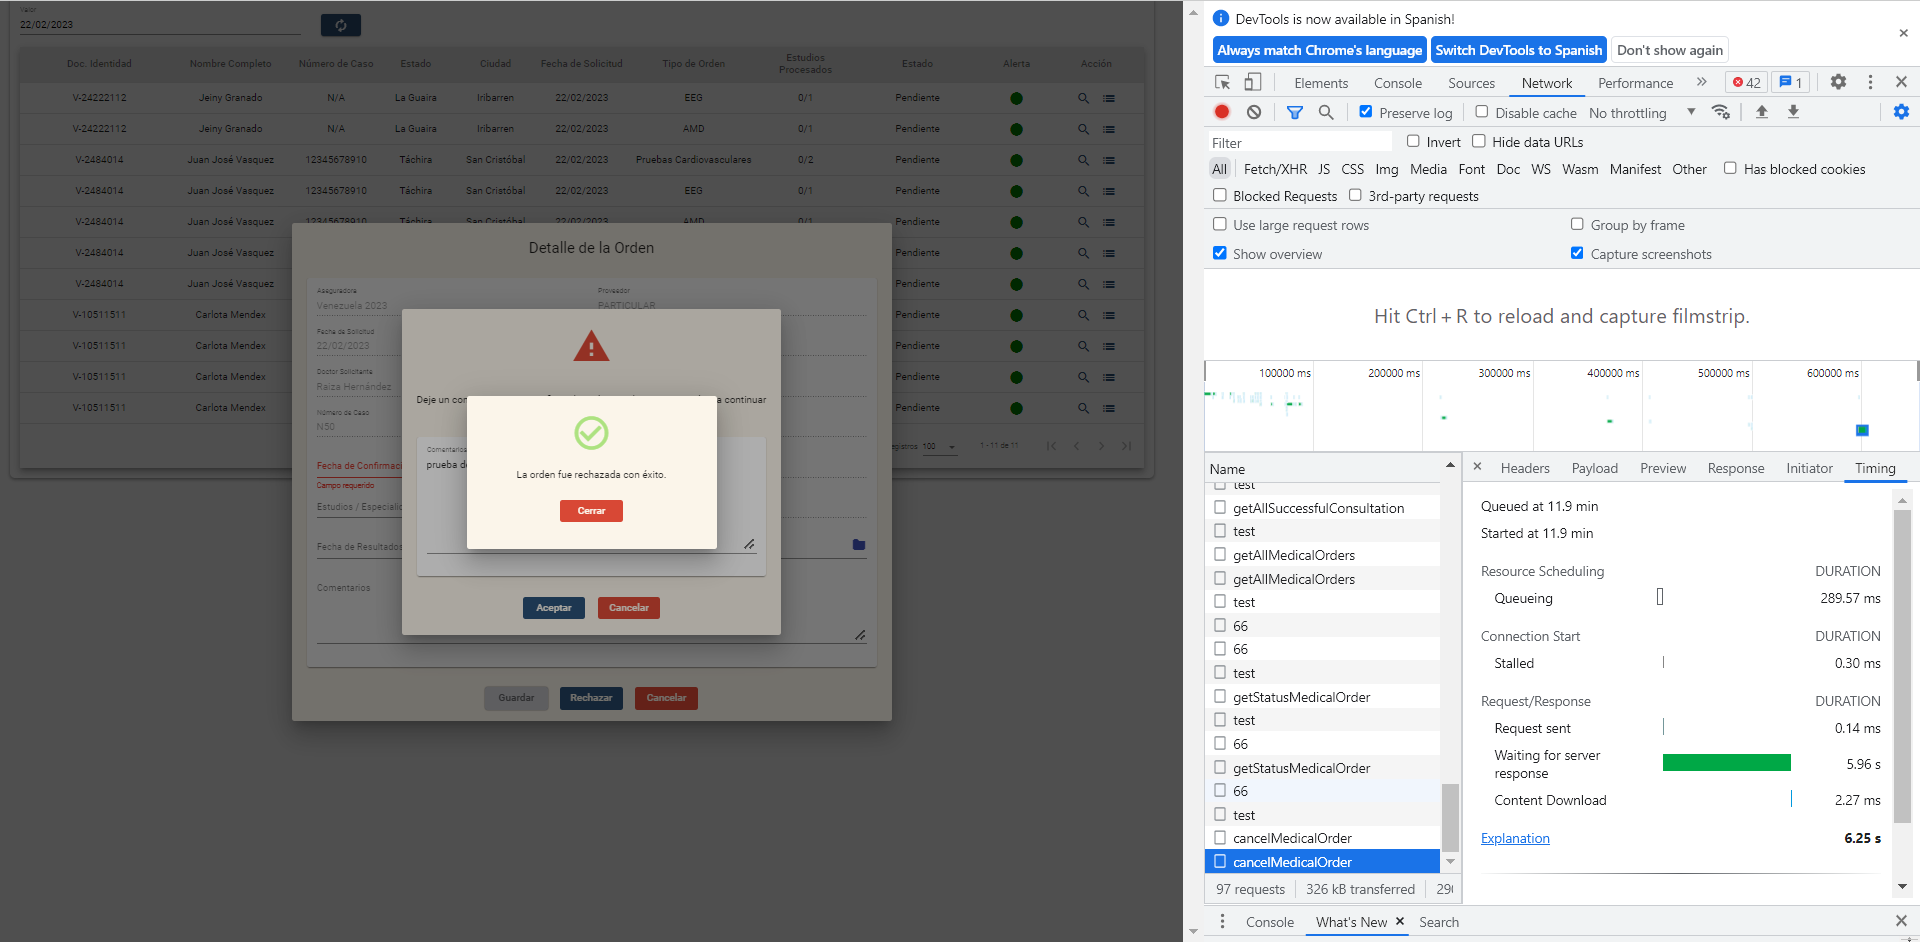 Valor
22/02/2023
Doc. Identidad Nombre Completo Número de Caso Estado Ciudad Fecha de Solicitud Tipo de Orden Estudios Procesados Estado Alerta Acción
V-24222112 Jeiny Granado N/A La Guaira Iribarren 22/02/2023 EEG 0/1 Pendiente
V-24222112 Jeiny Granado N/A La Guaira Iribarren 22/02/2023 AMD 0/1 Pendiente
V-2484014 Juan José Vasquez 12345678910 Táchira San Cristóbal 22/02/2023 Pruebas Cardiovasculares 0/2 Pendiente
V-2484014 Juan José Vasquez 12345678910 Táchira San Cristóbal 22/02/2023 EEG 0/1 Pendiente
V-2484014 Juan José Vasquez 12345678910 Táchira San Cristóbal 22/02/2023 AMD 0/1 Pendiente
V-2484014 Juan José Vasquez Pendiente
V-2484014 Juan José Vasquez Pendiente
V-10511511 Carlota Mendex Pendiente
V-10511511 Carlota Mendex Pendiente
V-10511511 Carlota Mendex Pendiente
V-10511511 Carlota Mendex Pendiente
100 1 - 11 de 11
Detalle de la Orden
Aseguradora Proveedor
Venezuela 2023 PARTICULAR
Fecha de Solicitud
22/02/2023
Doctor Solicitante
Raiza Hernández
Número de Caso
N50
Fecha de Confirmaci
Campo requerido
Estudios / Especialid
Fecha de Resultados
Comentarios
Guardar Rechazar Cancelar
Deje un com a continuar
Comentarios
prueba de
Aceptar Cancelar
La orden fue rechazada con éxito.
Cerrar
DevTools is now available in Spanish!
Always match Chrome's language Switch DevTools to Spanish Don't show again
Elements Console Sources Network Performance 42 1
Preserve log Disable cache No throttling
Filter Invert Hide data URLs
All Fetch/XHR JS CSS Img Media Font Doc WS Wasm Manifest Other Has blocked cookies
Blocked Requests 3rd-party requests
Use large request rows Group by frame
Show overview Capture screenshots
Hit Ctrl + R to reload and capture filmstrip.
100000 ms 200000 ms 300000 ms 400000 ms 500000 ms 600000 ms
Name
test
getAllSuccessfulConsultation
test
getAllMedicalOrders
getAllMedicalOrders
test
66
66
test
getStatusMedicalOrder
test
66
getStatusMedicalOrder
66
test
cancelMedicalOrder
cancelMedicalOrder
97 requests 326 kB transferred 290
Headers Payload Preview Response Initiator Timing
Queued at 11.9 min
Started at 11.9 min
Resource Scheduling DURATION
Queueing 289.57 ms
Connection Start DURATION
Stalled 0.30 ms
Request/Response DURATION
Request sent 0.14 ms
Waiting for server response 5.96 s
Content Download 2.27 ms
Explanation 6.25 s
Console What's New Search